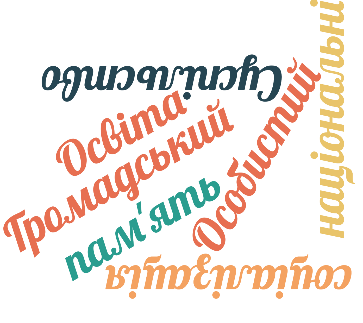 Суспільство
національні
Освіта
Громадський
Особистий
пам'ять
соціалізація